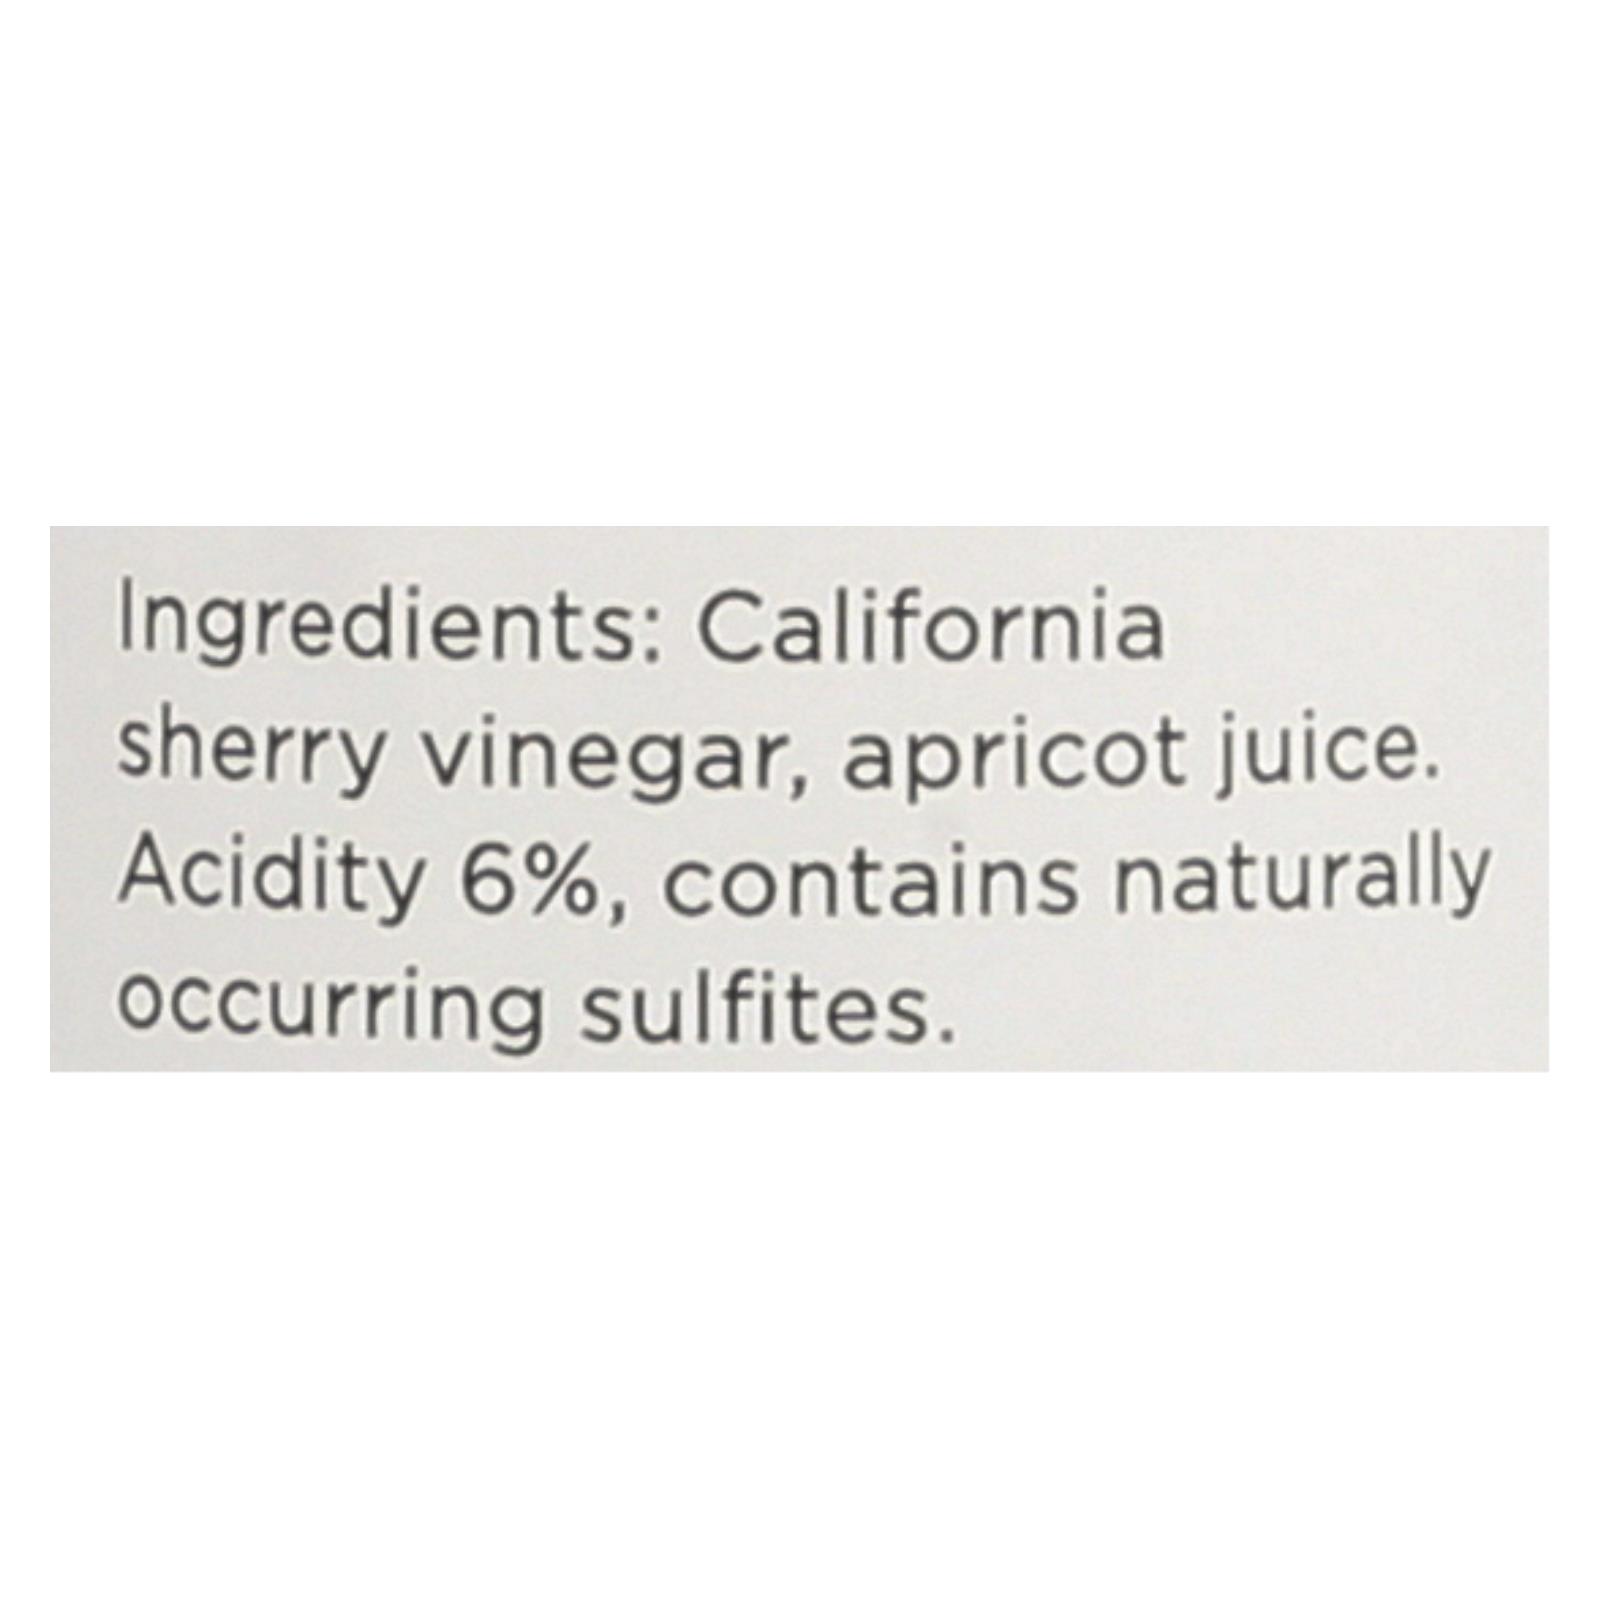 Ingredients: California
sherry vinegar, apricot juice.
Acidity 6%, contains naturally
occurring sulfites.